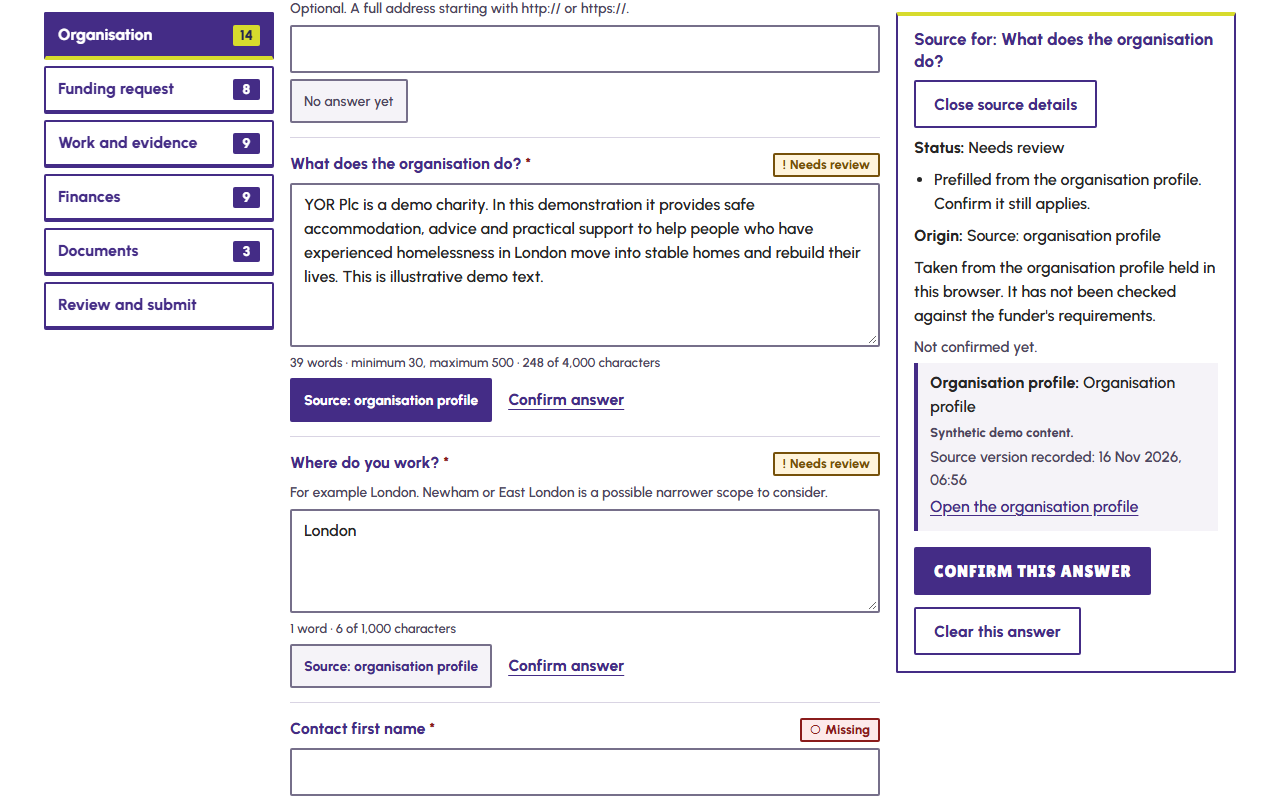 Organisation
14
Funding request
8
Work and evidence
9
Finances
9
Documents
3
Review and submit
Optional. A full address starting with http:// or https://.
No answer yet
What does the organisation do? *
! Needs review
YOR Plc is a demo charity. In this demonstration it provides safe
accommodation, advice and practical support to help people who have
experienced homelessness in London move into stable homes and rebuild their
lives. This is illustrative demo text.
39 words · minimum 30, maximum 500 · 248 of 4,000 characters
Source: organisation profile
Confirm answer
Where do you work? *
! Needs review
For example London. Newham or East London is a possible narrower scope to consider.
London
1 word · 6 of 1,000 characters
Source: organisation profile
Confirm answer
Contact first name *
Missing
Source for: What does the organisation
do?
Close source details
Status: Needs review
• Prefilled from the organisation profile.
Confirm it still applies.
Origin: Source: organisation profile
Taken from the organisation profile held in
this browser. It has not been checked
against the funder's requirements.
Not confirmed yet.
Organisation profile: Organisation
profile
Synthetic demo content.
Source version recorded: 16 Nov 2026,
06:56
Open the organisation profile
CONFIRM THIS ANSWER
Clear this answer